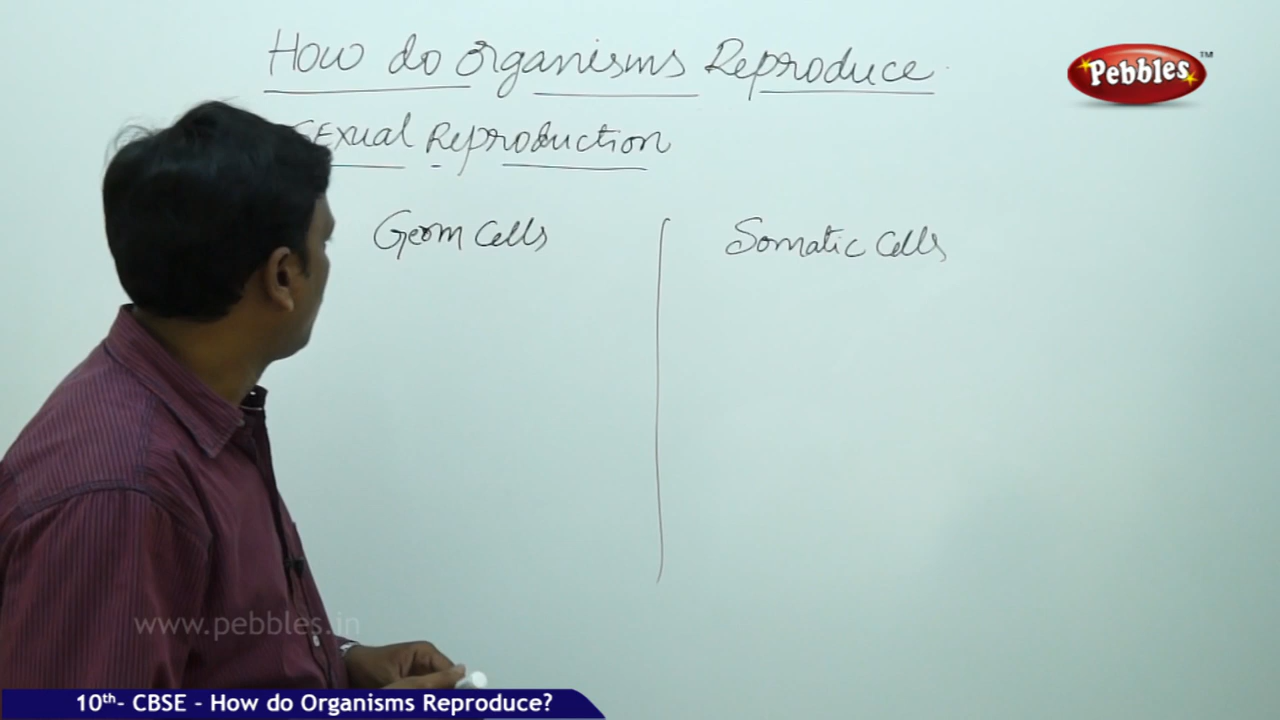 How do Organisms Reproduce
Pebbles™
Sexual Reproduction
Germ Cells
Somatic Cells
www.pebbles.in
10th- CBSE - How do Organisms Reproduce?